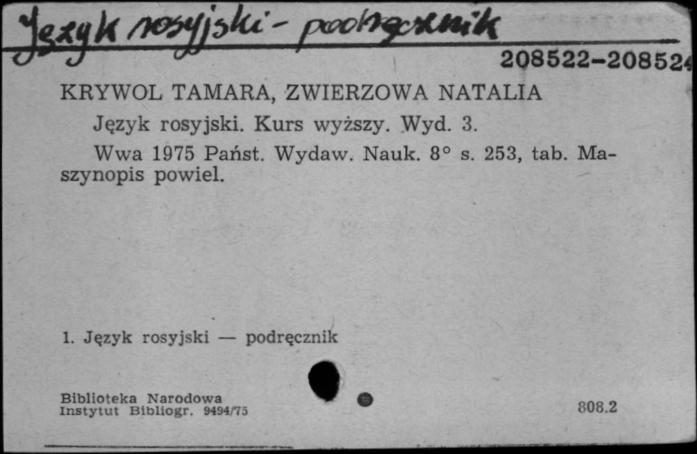 Język rosyjski - podręcznik
208522-208524
KRYWOL TAMARA, ZWIERZOWA NATALIA
Język rosyjski. Kurs wyższy. Wyd. 3.
Wwa 1975 Państ. Wydaw. Nauk. 8° s. 253, tab. Ma-
szynopis powiel.
1. Język rosyjski — podręcznik
Biblioteka Narodowa
Instytut Bibliogr. 9494/75
808.2